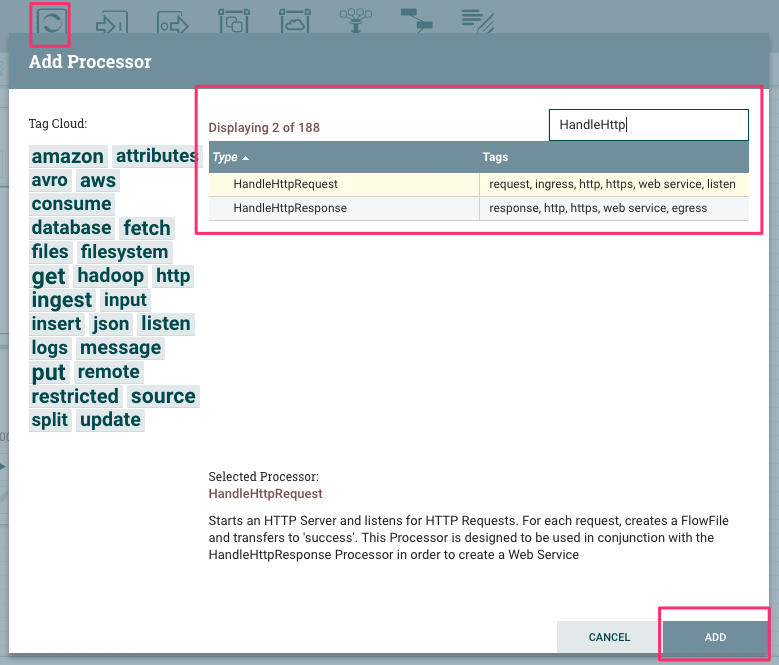 Add Processor
Tag Cloud:
amazon attributes
avro aws
consume
database fetch
files filesystem
get hadoop http
ingest input
insert json listen
logs message
put remote
restricted source
split update
Displaying 2 of 188
HandleHttp
Type Tags
HandleHttpRequest request, ingress, http, https, web service, listen
HandleHttpResponse response, http, https, web service, egress
Selected Processor:
HandleHttpRequest
Starts an HTTP Server and listens for HTTP Requests. For each request, creates a FlowFile
and transfers to 'success'. This Processor is designed to be used in conjunction with the
HandleHttpResponse Processor in order to create a Web Service
CANCEL ADD